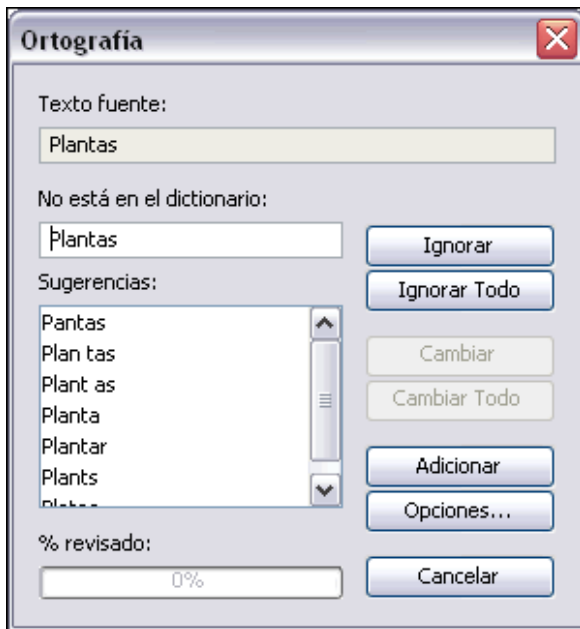 Ortografía
Texto fuente:
Plantas
No está en el dictionario:
Plantas
Ignorar
Sugerencias:
Ignorar Todo
Pantas
Plan tas
Plant as
Planta
Plantar
Plants
Cambiar
Cambiar Todo
Adicionar
Opciones...
% revisado:
0%
Cancelar